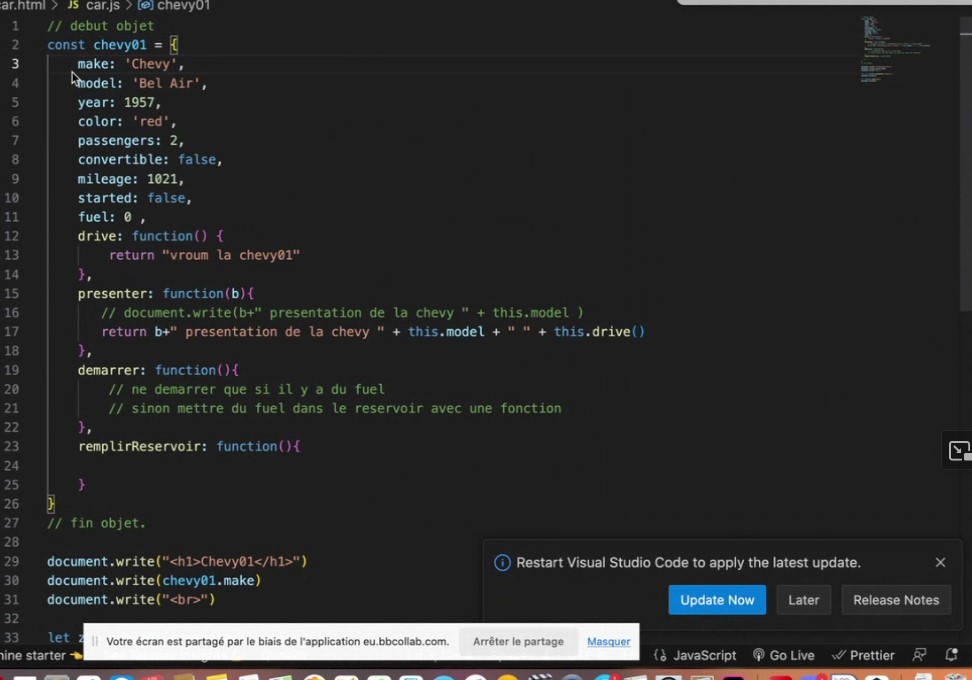 car.html > JS car.js > chevy01
1 // debut objet
2 const chevy01 = {
3 make: 'Chevy',
4 model: 'Bel Air',
5 year: 1957,
6 color: 'red',
7 passengers: 2,
8 convertible: false,
9 mileage: 1021,
10 started: false,
11 fuel: 0 ,
12 drive: function() {
13 return "vroum la chevy01"
14 },
15 presenter: function(b){
16 // document.write(b+" presentation de la chevy " + this.model )
17 return b+" presentation de la chevy " + this.model + " " + this.drive()
18 },
19 demarrer: function(){
20 // ne demarrer que si il y a du fuel
21 // sinon mettre du fuel dans le reservoir avec une fonction
22 },
23 remplirReservoir: function(){
24
25 }
26 }
27 // fin objet.
28
29 document.write("<h1>Chevy01</h1>")
30 document.write(chevy01.make)
31 document.write("<br>")
32
33 let z
Restart Visual Studio Code to apply the latest update.
Update Now Later Release Notes
Votre écran est partagé par le biais de l'application eu.bbcollab.com. Arrêter le partage Masquer
nine starter JavaScript Go Live Prettier